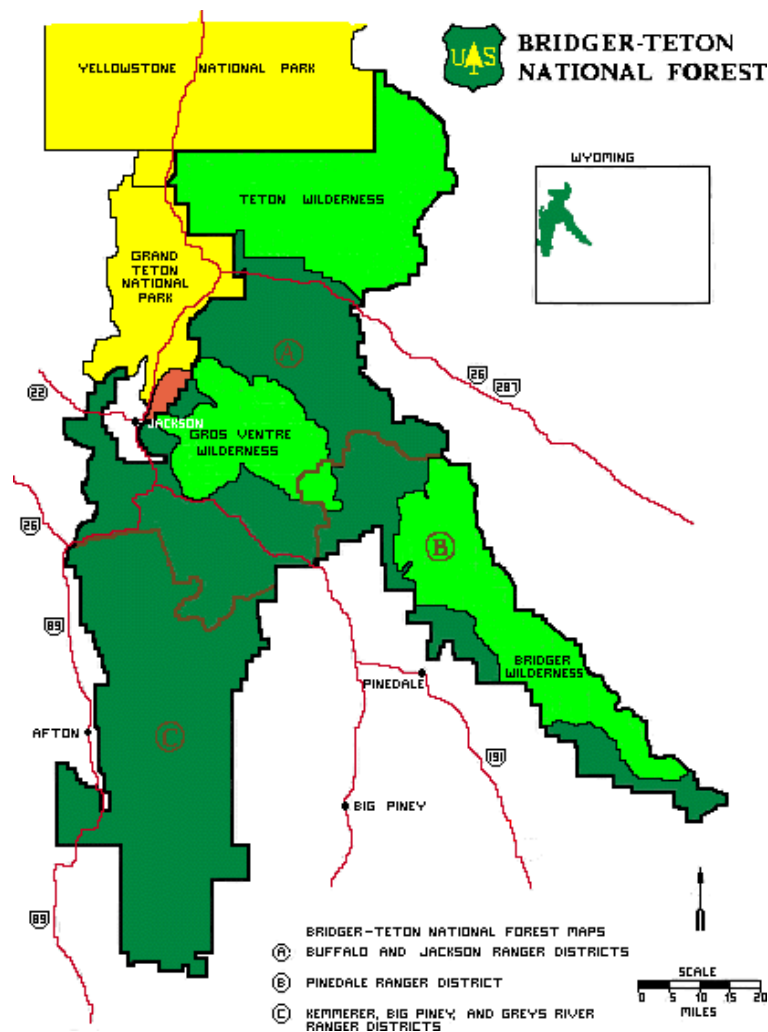 U S
BRIDGER-TETON
NATIONAL FOREST
YELLOWSTONE NATIONAL PARK
WYOMING
TETON WILDERNESS
GRAND
TETON
NATIONAL
PARK
A
26
287
22
JACKSON
GROS VENTRE
WILDERNESS
26
B
89
BRIDGER
WILDERNESS
PINEDALE
AFTON
C
191
BIG PINEY
89
BRIDGER-TETON NATIONAL FOREST MAPS
A BUFFALO AND JACKSON RANGER DISTRICTS
B PINEDALE RANGER DISTRICT
C KEMMERER, BIG PINEY, AND GREYS RIVER
RANGER DISTRICTS
N
SCALE
0 5 10 15 20
MILES